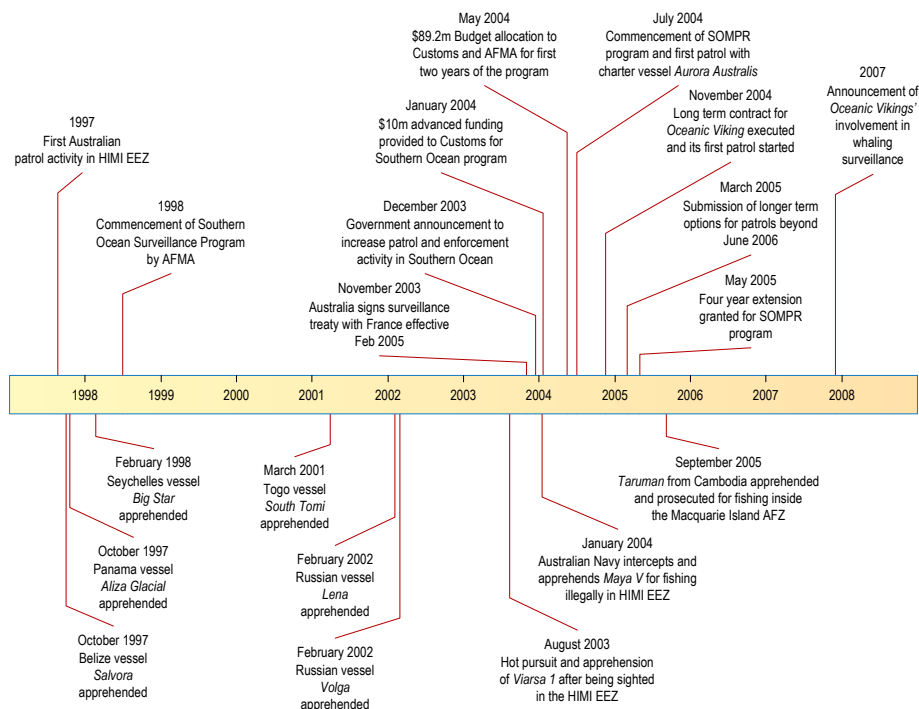 May 2004
$89.2m Budget allocation to
Customs and AFMA for first
two years of the program
July 2004
Commencement of SOMPR
program and first patrol with
charter vessel Aurora Australis
2007
Announcement of
Oceanic Vikings'
involvement in
whaling
surveillance
January 2004
$10m advanced funding
provided to Customs for
Southern Ocean program
November 2004
Long term contract for
Oceanic Viking executed
and its first patrol started
1997
First Australian
patrol activity in HIMI EEZ
December 2003
Government announcement to
increase patrol and enforcement
activity in Southern Ocean
March 2005
Submission of longer term
options for patrols beyond
June 2006
1998
Commencement of Southern
Ocean Surveillance Program
by AFMA
November 2003
Australia signs surveillance
treaty with France effective
Feb 2005
May 2005
Four year extension
granted for SOMPR
program
1998 1999 2000 2001 2002 2003 2004 2005 2006 2007 2008
February 1998
Seychelles vessel
Big Star
apprehended
March 2001
Togo vessel
South Tomi
apprehended
September 2005
Taruman from Cambodia apprehended
and prosecuted for fishing inside
the Macquarie Island AFZ
October 1997
Panama vessel
Aliza Glacial
apprehended
February 2002
Russian vessel
Lena
apprehended
January 2004
Australian Navy intercepts and
apprehends Maya V for fishing
illegally in HIMI EEZ
October 1997
Belize vessel
Salvora
apprehended
February 2002
Russian vessel
Volga
apprehended
August 2003
Hot pursuit and apprehension
of Viarsa 1 after being sighted
in the HIMI EEZ